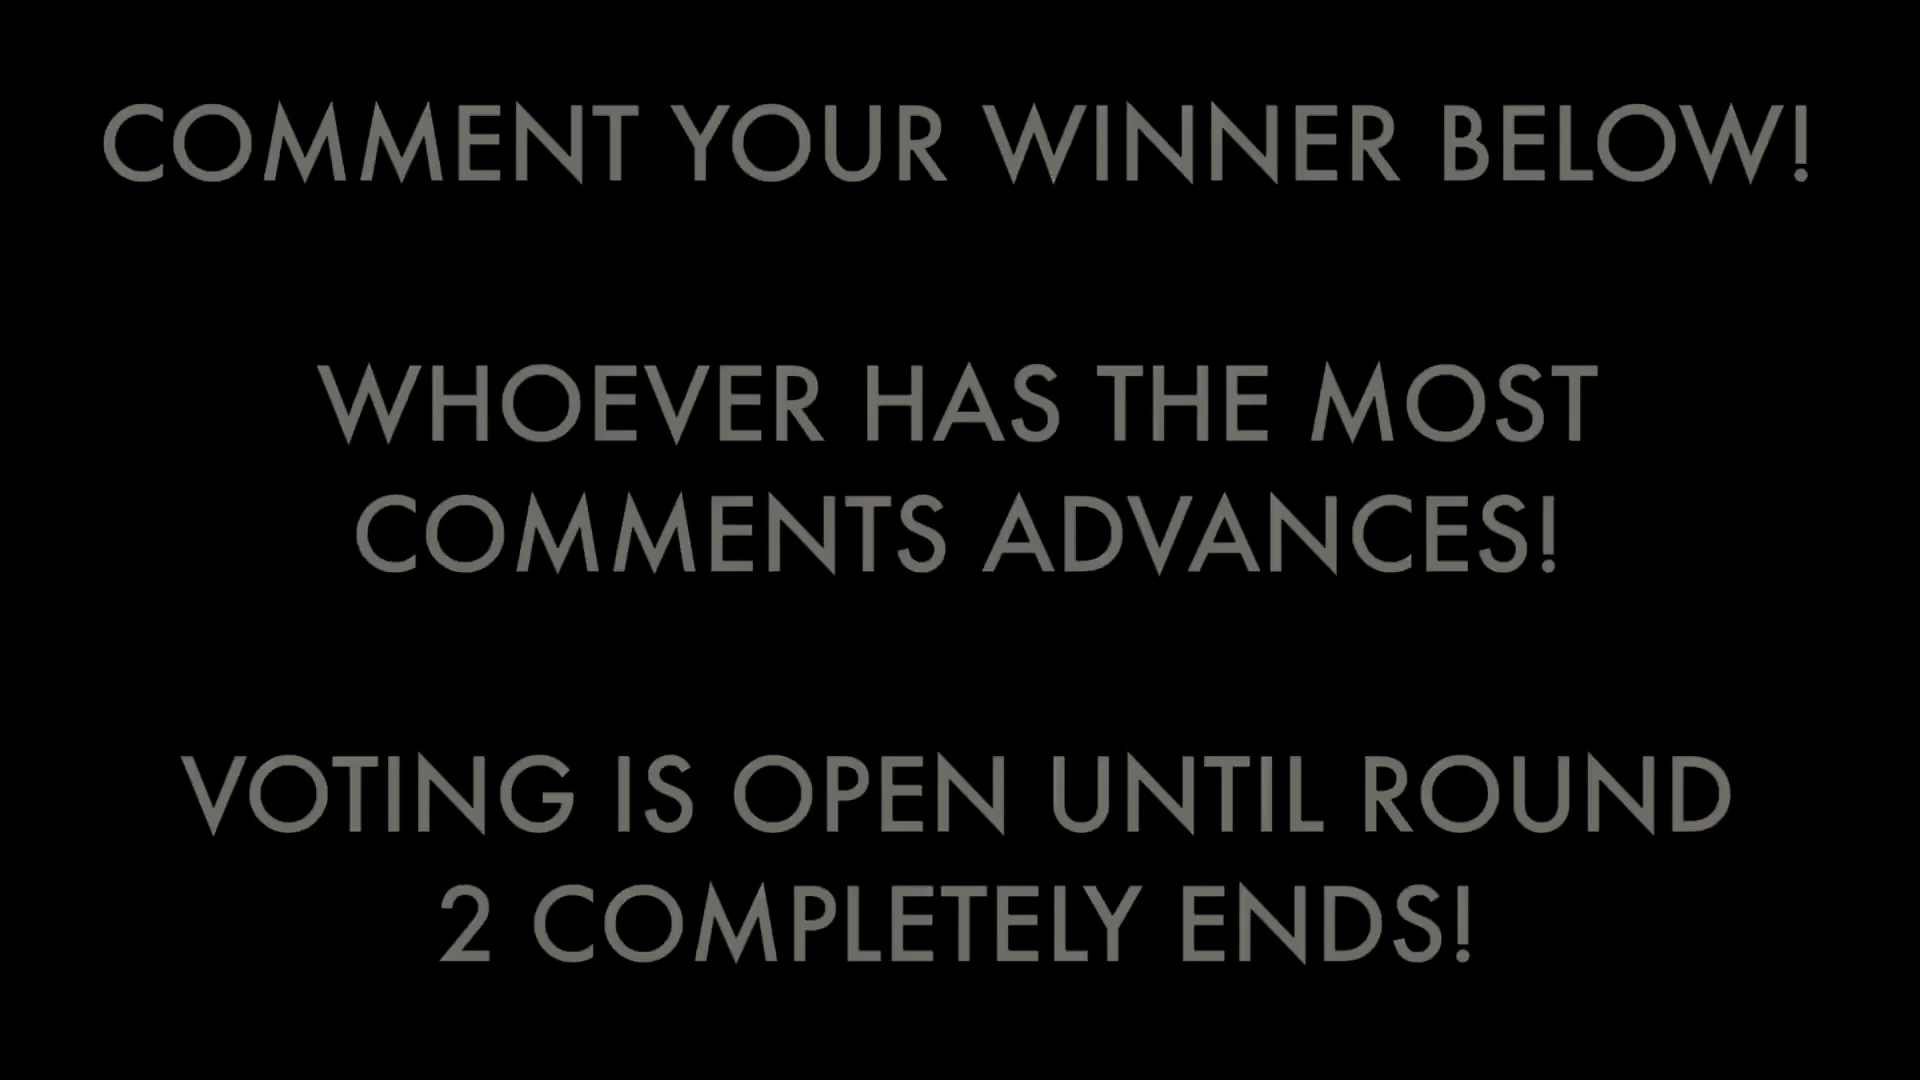 COMMENT YOUR WINNER BELOW!
WHOEVER HAS THE MOST
COMMENTS ADVANCES!
VOTING IS OPEN UNTIL ROUND
2 COMPLETELY ENDS!